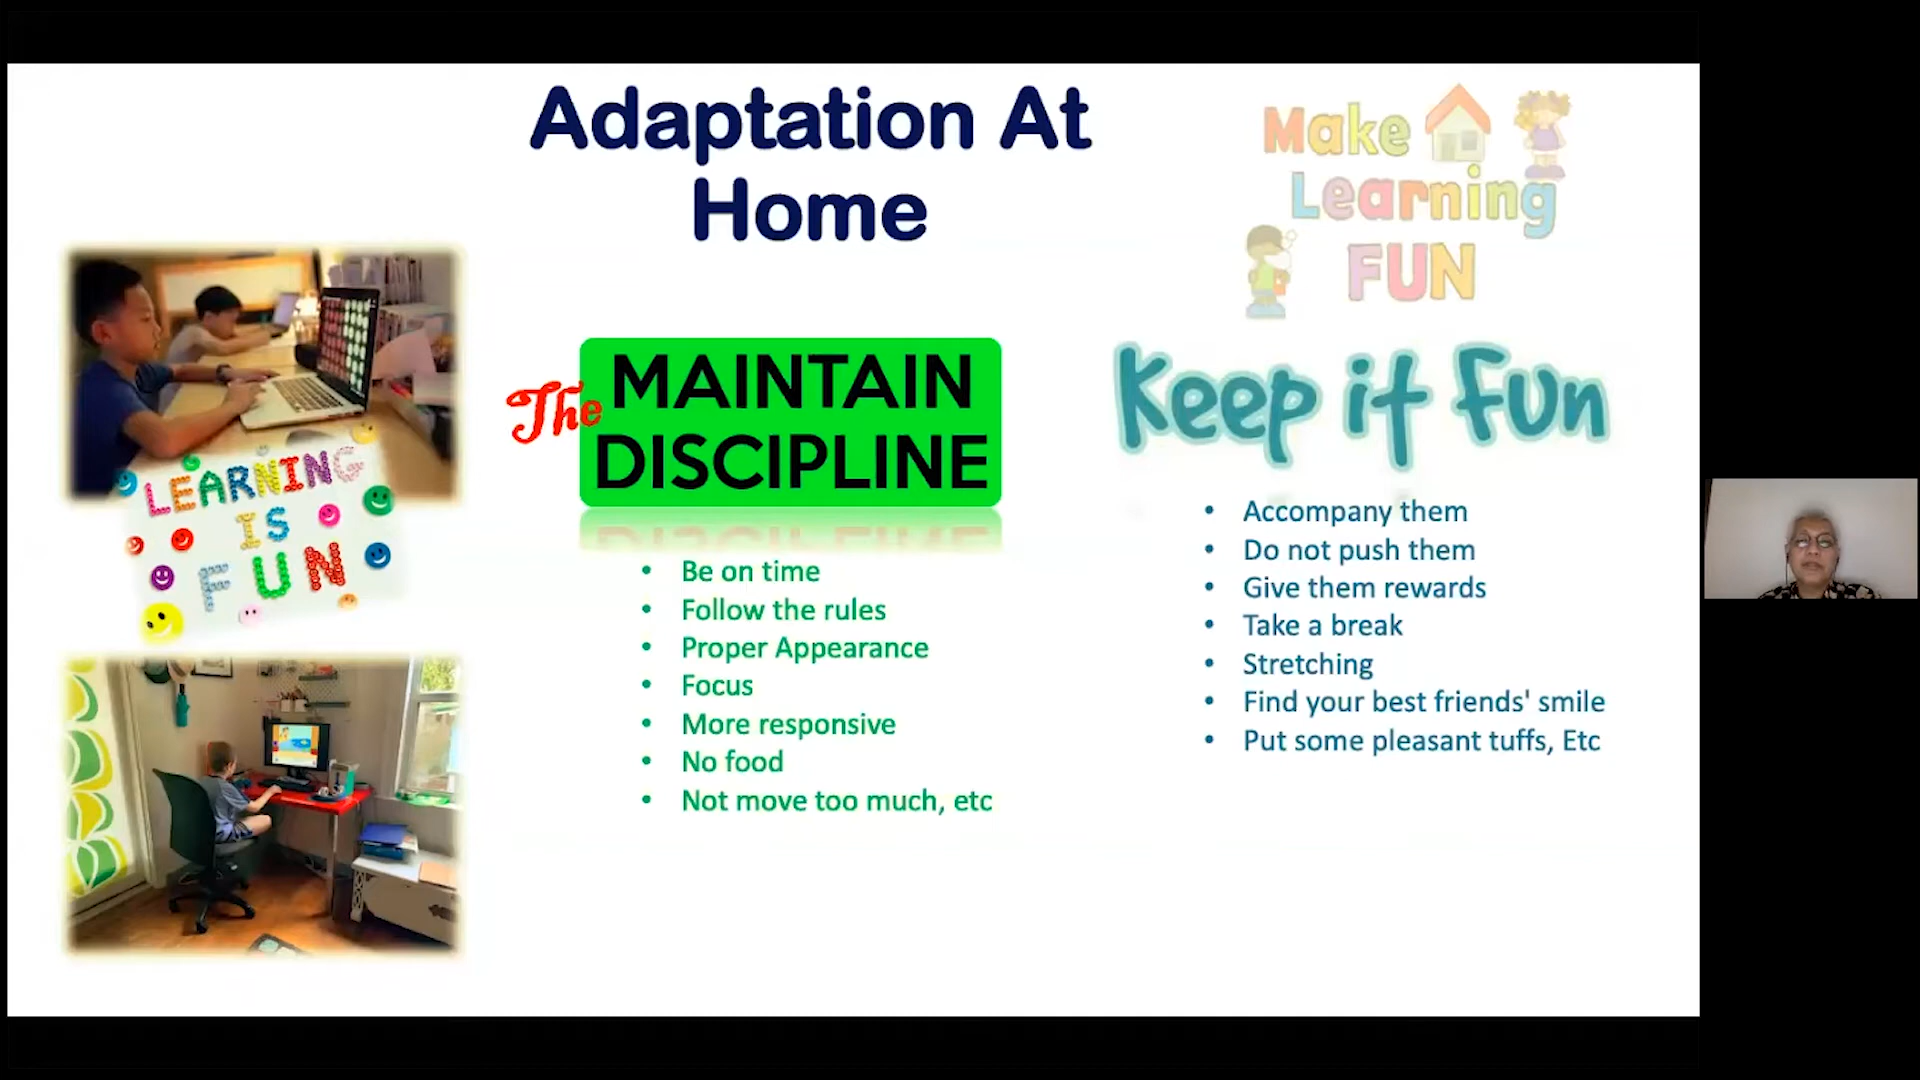 Adaptation At
Home
Make
Learning
FUN
The
MAINTAIN
DISCIPLINE
Keep it Fun
LEARNING
IS
FUN
• Be on time
• Follow the rules
• Proper Appearance
• Focus
• More responsive
• No food
• Not move too much, etc
• Accompany them
• Do not push them
• Give them rewards
• Take a break
• Stretching
• Find your best friends' smile
• Put some pleasant tuffs, Etc